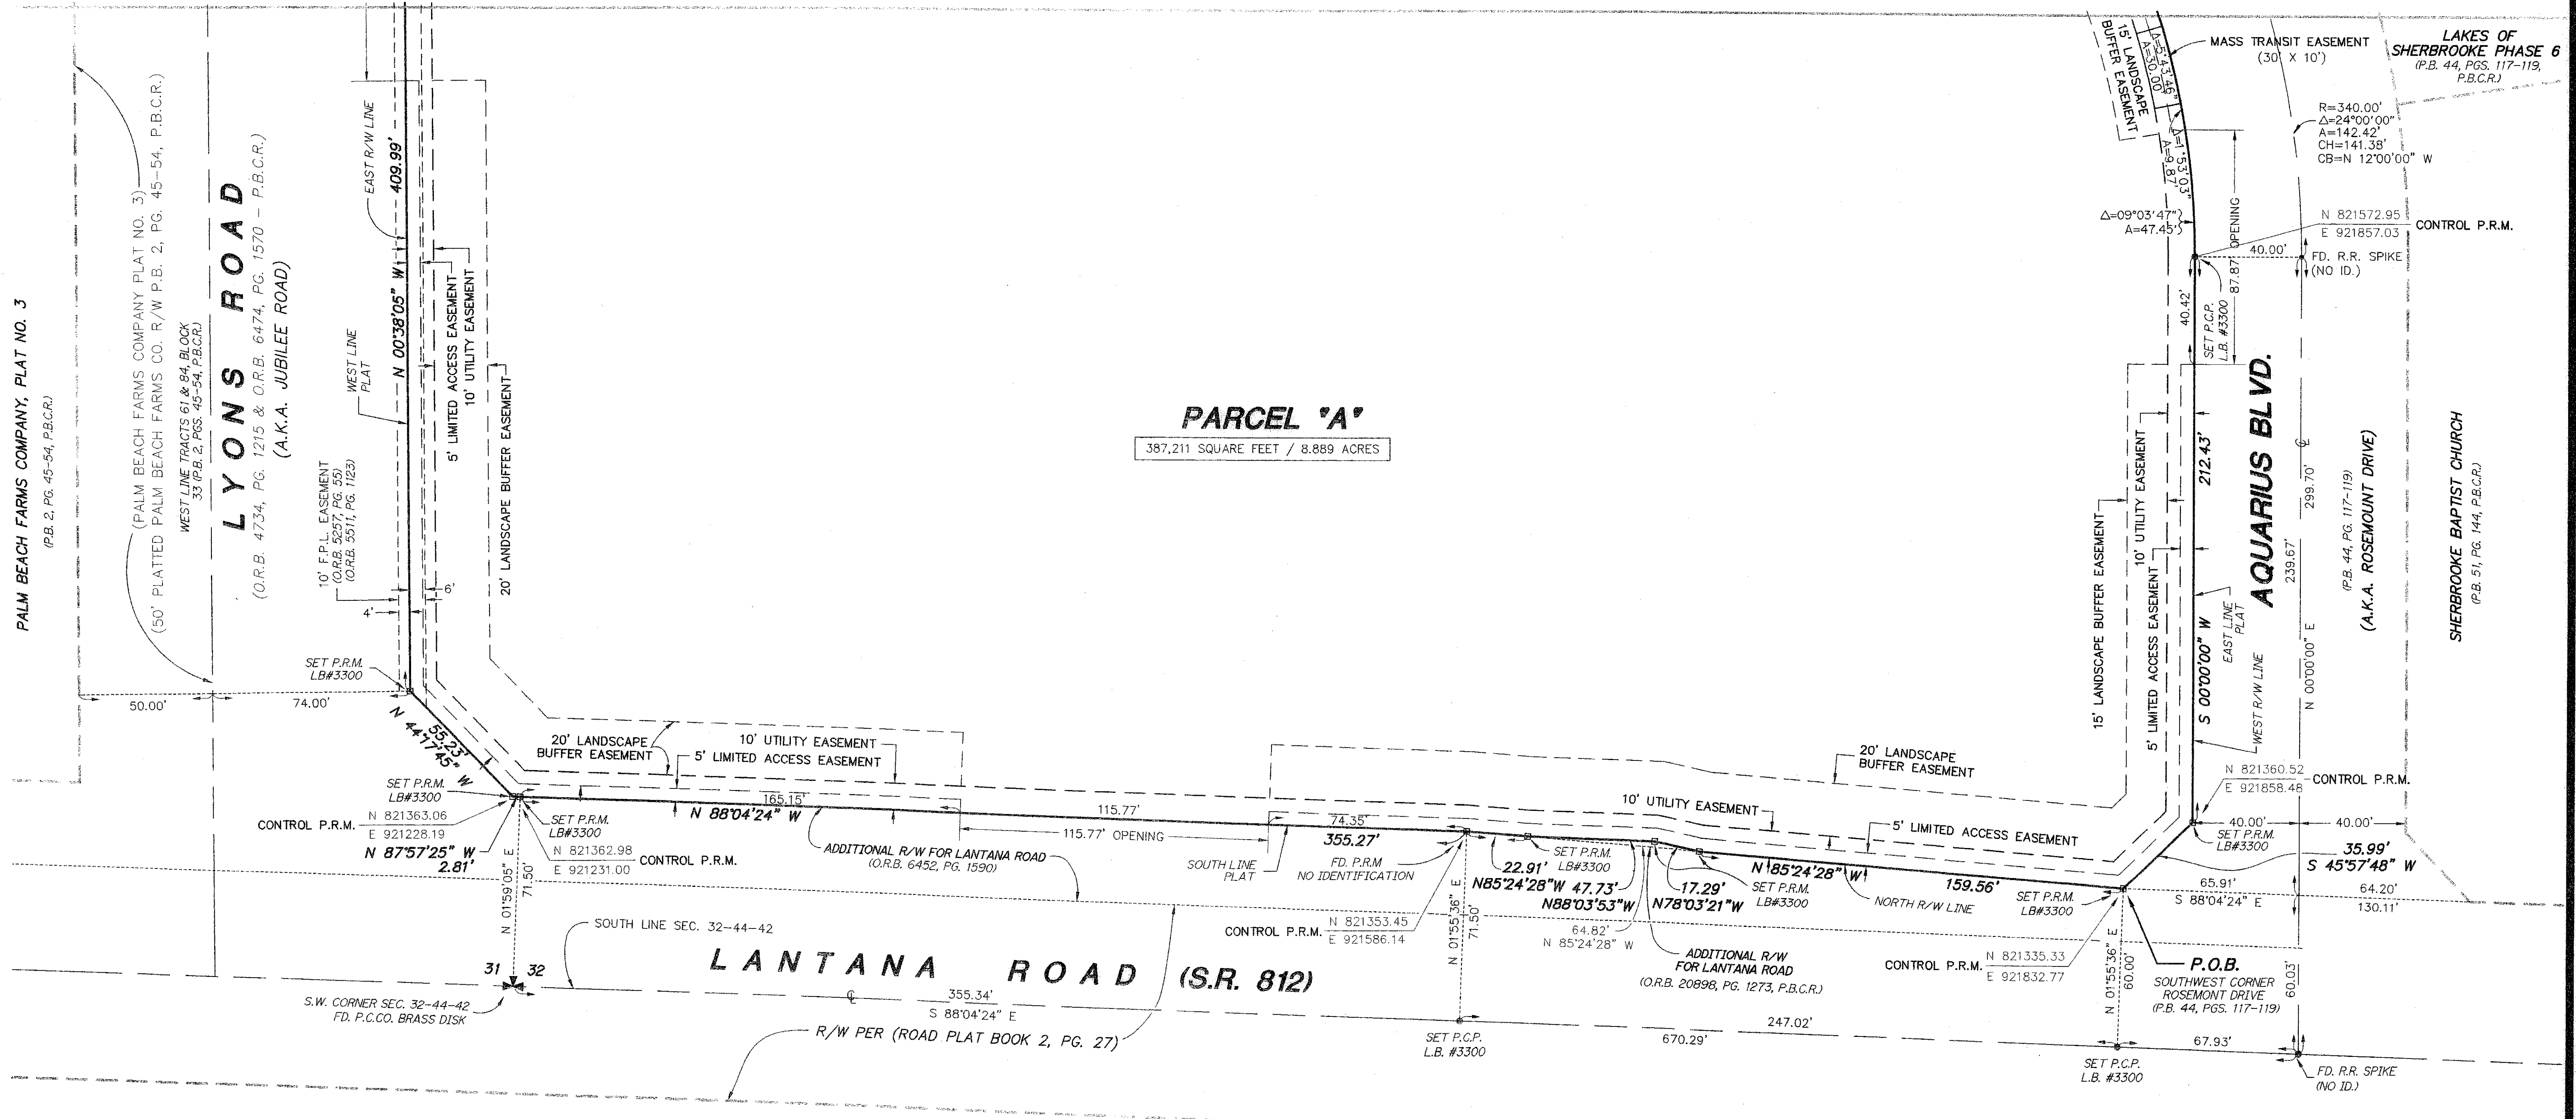 PALM BEACH FARMS COMPANY, PLAT NO. 3
(P.B. 2, PG. 45-54, P.B.C.R.)
(PALM BEACH FARMS COMPANY PLAT NO. 3)
(50' PLATTED PALM BEACH FARMS CO. R/W P.B. 2, PG. 45-54, P.B.C.R.)
WEST LINE TRACTS 61 & 84, BLOCK
33 (P.B. 2, PGS. 45-54, P.B.C.R.)
LYONS ROAD
(O.R.B. 4734, PG. 1215 & O.R.B. 6474, PG. 1570 - P.B.C.R.)
(A.K.A. JUBILEE ROAD)
EAST R/W LINE
N 00°38'05" W 409.99'
WEST LINE
PLAT
10' F.P.L. EASEMENT
(O.R.B. 5257, PG. 55)
(O.R.B. 5511, PG. 1123)
5' LIMITED ACCESS EASEMENT
10' UTILITY EASEMENT
20' LANDSCAPE BUFFER EASEMENT
6'
4'
SET P.R.M.
LB#3300
50.00'
74.00'
55.23'
N 44°17'45" W
SET P.R.M.
LB#3300
CONTROL P.R.M.
N 821363.06
E 921228.19
N 87°57'25" W
2.81'
SET P.R.M.
LB#3300
N 821362.98
E 921231.00
CONTROL P.R.M.
N 01°59'05" E
71.50'
31 32
S.W. CORNER SEC. 32-44-42
FD. P.C.CO. BRASS DISK
SOUTH LINE SEC. 32-44-42
20' LANDSCAPE
BUFFER EASEMENT
10' UTILITY EASEMENT
5' LIMITED ACCESS EASEMENT
165.15'
N 88°04'24" W
ADDITIONAL R/W FOR LANTANA ROAD
(O.R.B. 6452, PG. 1590)
115.77'
115.77' OPENING
74.35'
355.27'
SOUTH LINE
PLAT
FD. P.R.M
NO IDENTIFICATION
CONTROL P.R.M.
N 821353.45
E 921586.14
N 01°55'36" E
71.50'
LANTANA ROAD (S.R. 812)
355.34'
S 88°04'24" E
R/W PER (ROAD PLAT BOOK 2, PG. 27)
SET P.C.P.
L.B. #3300
PARCEL "A"
387,211 SQUARE FEET / 8.889 ACRES
22.91'
N85°24'28"W
SET P.R.M.
LB#3300
47.73'
N88°03'53"W
64.82'
N 85°24'28" W
17.29'
N78°03'21"W
SET P.R.M.
LB#3300
ADDITIONAL R/W
FOR LANTANA ROAD
(O.R.B. 20898, PG. 1273, P.B.C.R.)
10' UTILITY EASEMENT
5' LIMITED ACCESS EASEMENT
20' LANDSCAPE
BUFFER EASEMENT
N 85°24'28" W
159.56'
NORTH R/W LINE
SET P.R.M.
LB#3300
CONTROL P.R.M.
N 821335.33
E 921832.77
N 01°55'36" E
60.00'
P.O.B.
SOUTHWEST CORNER
ROSEMONT DRIVE
(P.B. 44, PGS. 117-119)
247.02'
670.29'
67.93'
60.03'
SET P.C.P.
L.B. #3300
FD. R.R. SPIKE
(NO ID.)
65.91'
S 88°04'24" E
64.20'
130.11'
35.99'
S 45°57'48" W
40.00'
40.00'
SET P.R.M.
LB#3300
N 821360.52
E 921858.48
CONTROL P.R.M.
15' LANDSCAPE BUFFER EASEMENT
10' UTILITY EASEMENT
5' LIMITED ACCESS EASEMENT
S 00°00'00" W
212.43'
EAST LINE
PLAT
WEST R/W LINE
AQUARIUS BLVD.
239.67'
N 00°00'00" E
299.70'
(P.B. 44, PG. 117-119)
(A.K.A. ROSEMOUNT DRIVE)
SHERBROOKE BAPTIST CHURCH
(P.B. 51, PG. 144, P.B.C.R.)
40.42'
SET P.C.P.
L.B. #3300
87.87' OPENING
40.00'
FD. R.R. SPIKE
(NO ID.)
Δ=09°03'47"
A=47.45'
N 821572.95
E 921857.03
CONTROL P.R.M.
15' LANDSCAPE
BUFFER EASEMENT
Δ=5°43'46"
A=30.00'
Δ=1°53'03"
A=9.87'
MASS TRANSIT EASEMENT
(30' X 10')
R=340.00'
Δ=24°00'00"
A=142.42'
CH=141.38'
CB=N 12°00'00" W
LAKES OF
SHERBROOKE PHASE 6
(P.B. 44, PGS. 117-119,
P.B.C.R.)